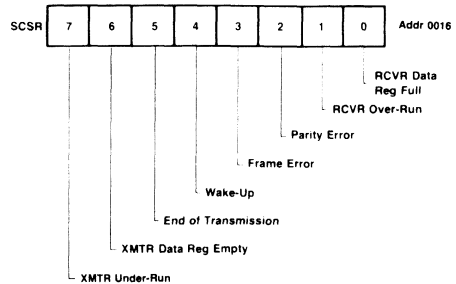 SCSR 7 6 5 4 3 2 1 0 Addr 0016
RCVR Data
Reg Full
RCVR Over-Run
Parity Error
Frame Error
Wake-Up
End of Transmission
XMTR Data Reg Empty
XMTR Under-Run